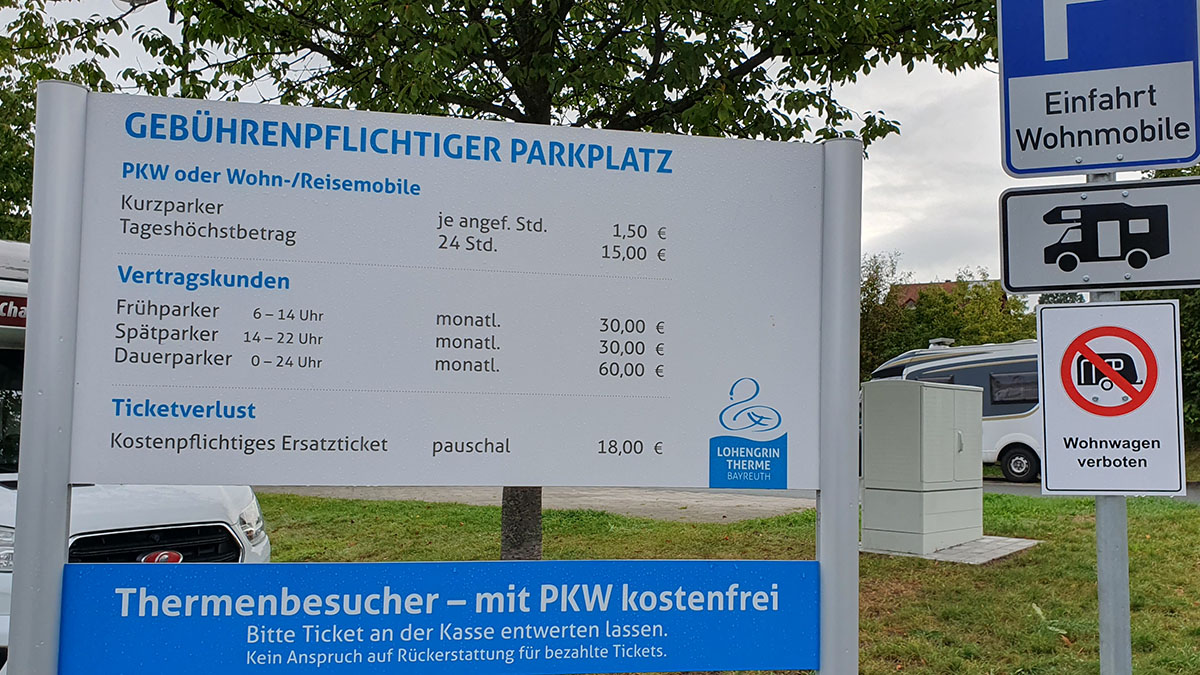 GEBÜHRENPFLICHTIGER PARKPLATZ
PKW oder Wohn-/Reisemobile
Kurzparker je angef. Std. 1,50 €
Tageshöchstbetrag 24 Std. 15,00 €
Vertragskunden
Frühparker 6 – 14 Uhr monatl. 30,00 €
Spätparker 14 – 22 Uhr monatl. 30,00 €
Dauerparker 0 – 24 Uhr monatl. 60,00 €
Ticketverlust
Kostenpflichtiges Ersatzticket pauschal 18,00 €
LOHENGRIN
THERME
BAYREUTH
Thermenbesucher – mit PKW kostenfrei
Bitte Ticket an der Kasse entwerten lassen.
Kein Anspruch auf Rückerstattung für bezahlte Tickets.
Einfahrt
Wohnmobile
Wohnwagen
verboten